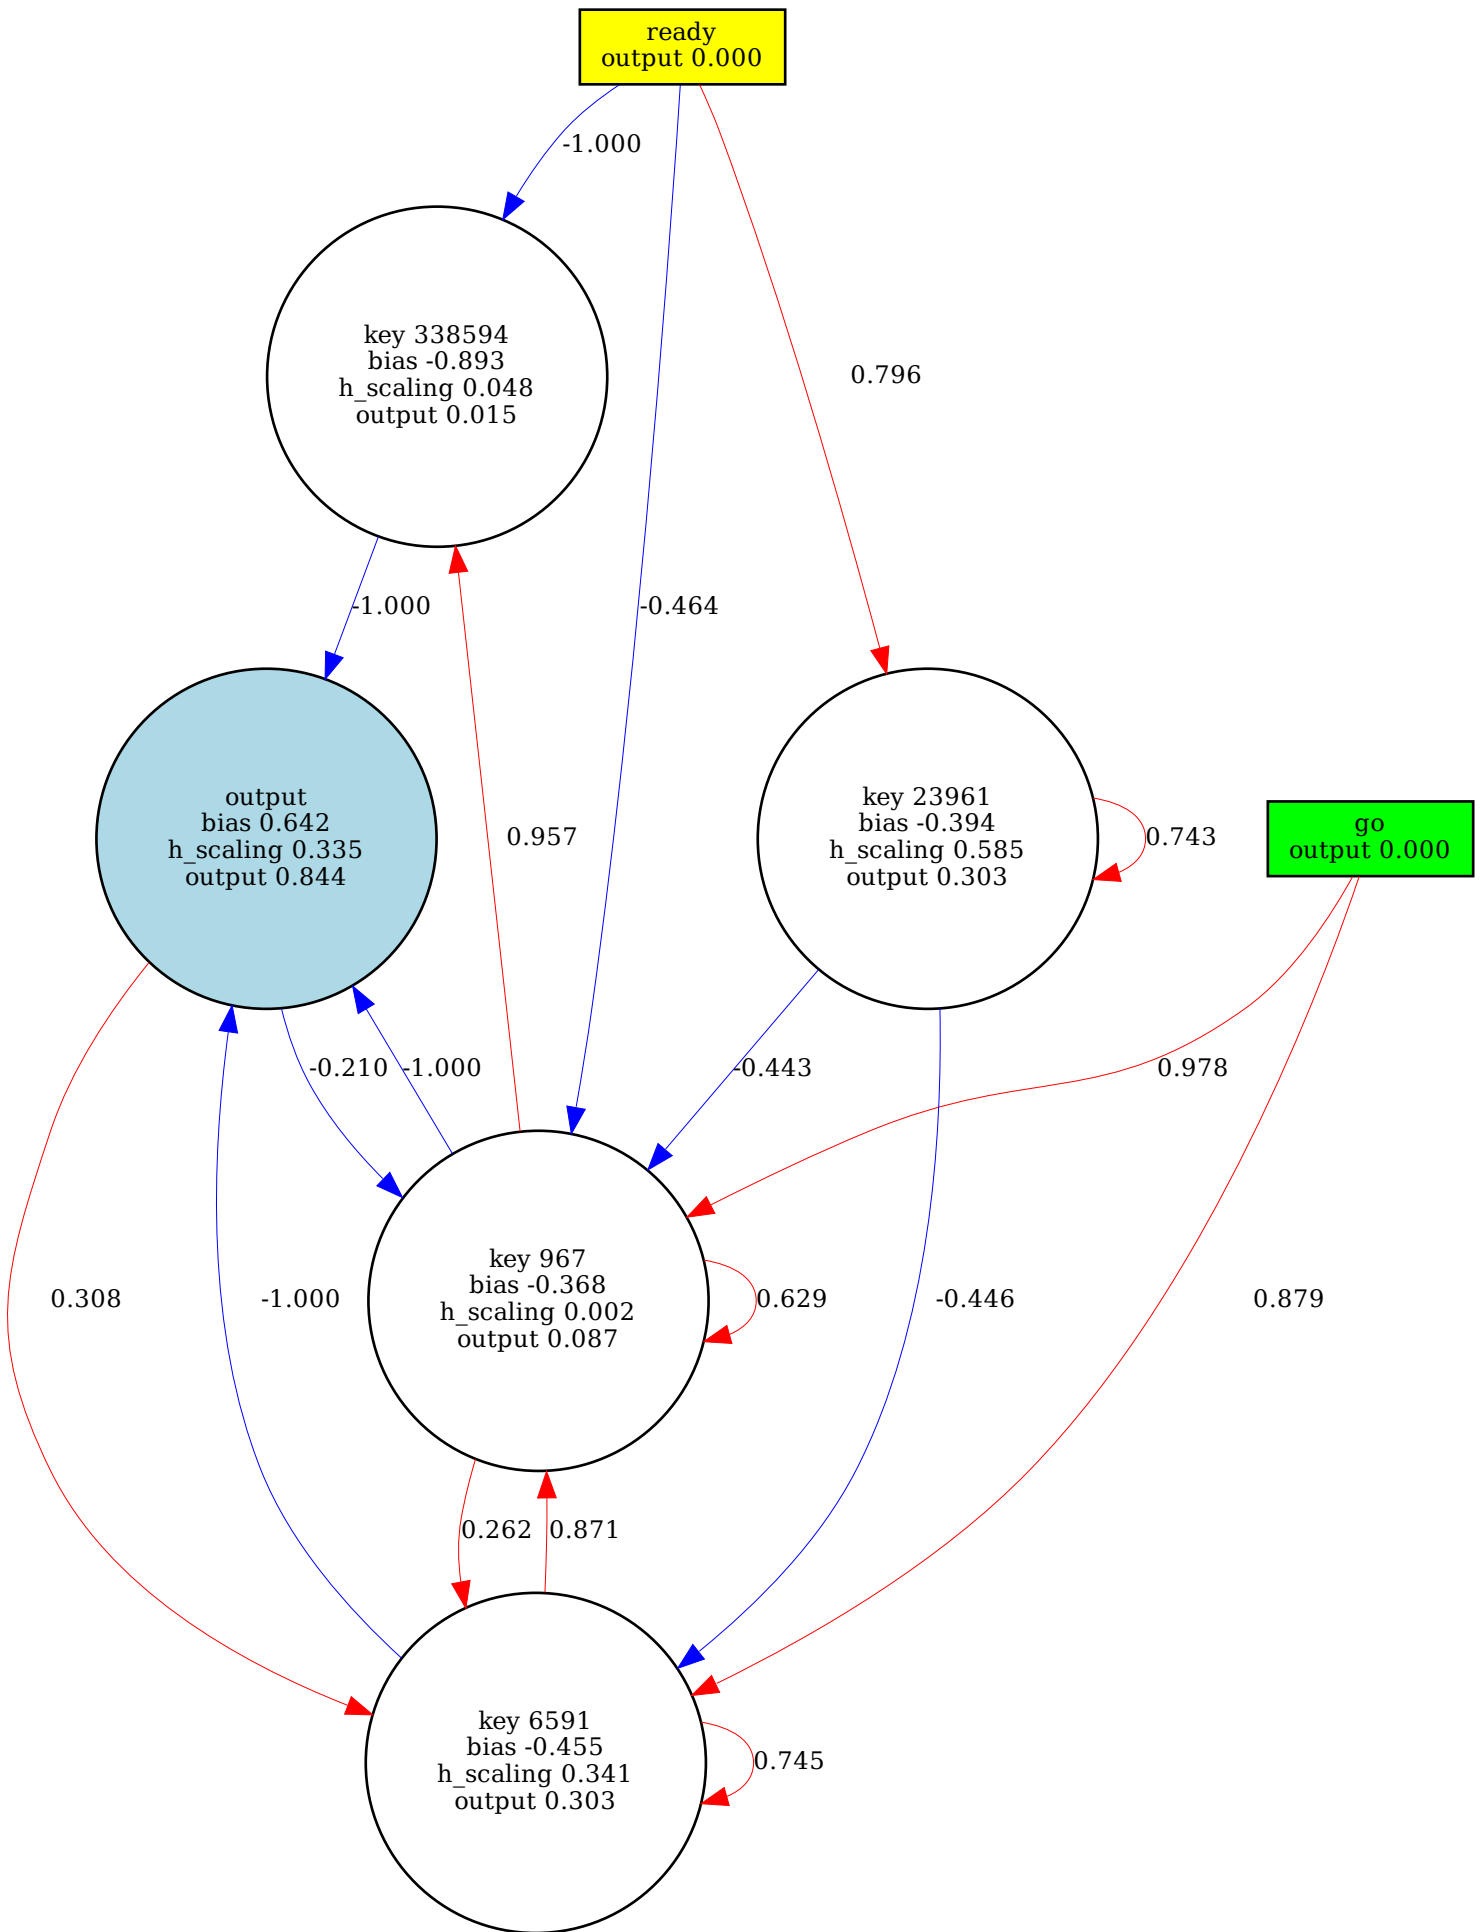 ready
output 0.000
-1.000
key 338594
bias -0.893
h_scaling 0.048
output 0.015
0.796
-1.000
-0.464
output
bias 0.642
h_scaling 0.335
output 0.844
0.957
key 23961
bias -0.394
h_scaling 0.585
output 0.303
0.743
go
output 0.000
-0.210
-1.000
-0.443
0.978
0.308
-1.000
key 967
bias -0.368
h_scaling 0.002
output 0.087
0.629
-0.446
0.879
0.262
0.871
key 6591
bias -0.455
h_scaling 0.341
output 0.303
0.745